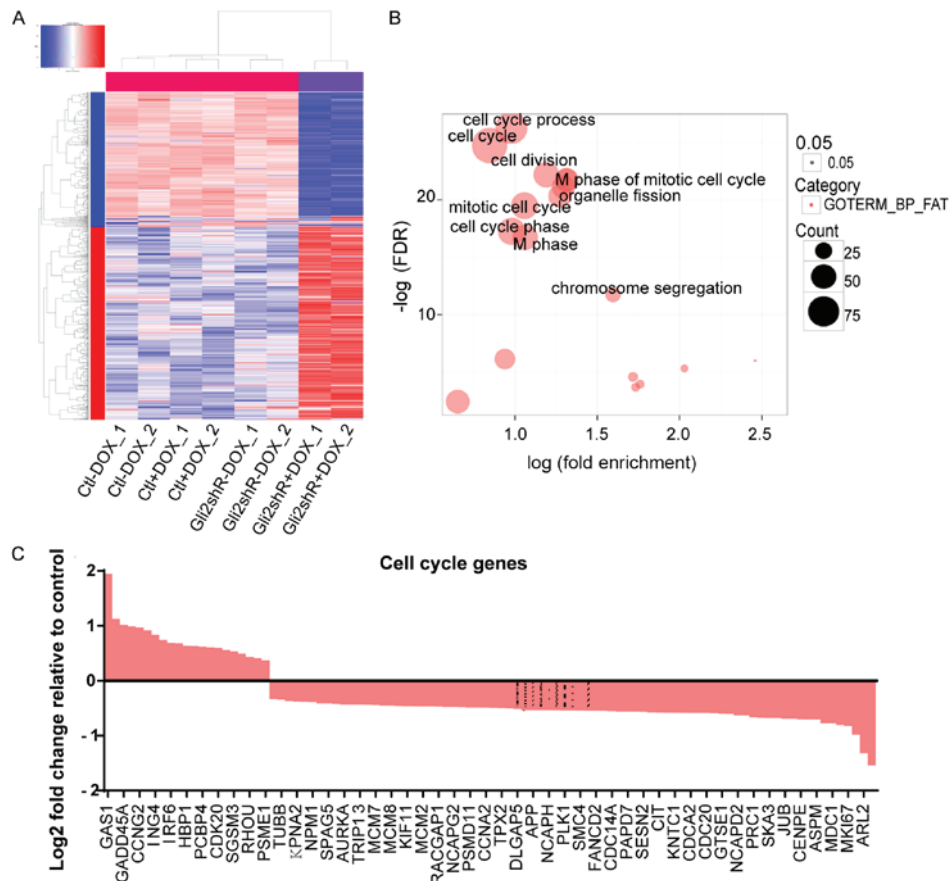 A
Ctl-DOX_1
Ctl-DOX_2
Ctl+DOX_1
Ctl+DOX_2
Gli2shR-DOX_1
Gli2shR-DOX_2
Gli2shR+DOX_1
Gli2shR+DOX_2
B
cell cycle process
cell cycle
cell division
M phase of mitotic cell cycle
organelle fission
mitotic cell cycle
cell cycle phase
M phase
chromosome segregation
-log (FDR)
20
10
1.0
1.5
2.0
2.5
log (fold enrichment)
0.05
0.05
Category
GOTERM_BP_FAT
Count
25
50
75
C
Cell cycle genes
Log2 fold change relative to control
2
1
0
-1
-2
GAS1
GADD45A
CCNG2
ING4
IRF6
HBP1
PCBP4
CDK20
SGSM3
RHOU
PSME1
TUBB
KPNA2
NPM1
SPAG5
AURKA
TRIP13
MCM7
MCM8
KIF11
MCM2
RACGAP1
NCAPG2
PSMD11
CCNA2
TPX2
DLGAP5
APP
NCAPH
PLK1
SMC4
FANCD2
CDC14A
PAPD7
SESN2
CIT
KNTC1
CDCA2
CDC20
GTSE1
NCAPD2
PRC1
SKA3
JUB
CENPE
ASPM
MDC1
MKI67
ARL2